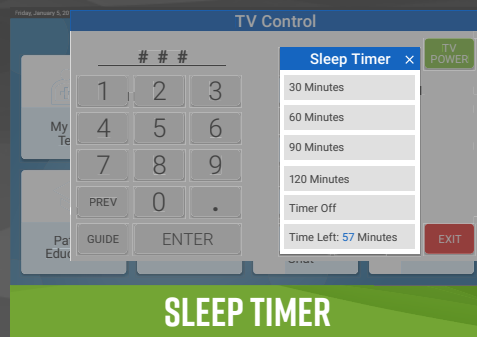 Friday, January 5, 20
TV Control
# # #
TV
POWER
Sleep Timer ×
30 Minutes
60 Minutes
90 Minutes
120 Minutes
Timer Off
Time Left: 57 Minutes
1 2 3
4 5 6
7 8 9
PREV 0 .
GUIDE ENTER
EXIT
My
Te
Pat
Educ
SLEEP TIMER